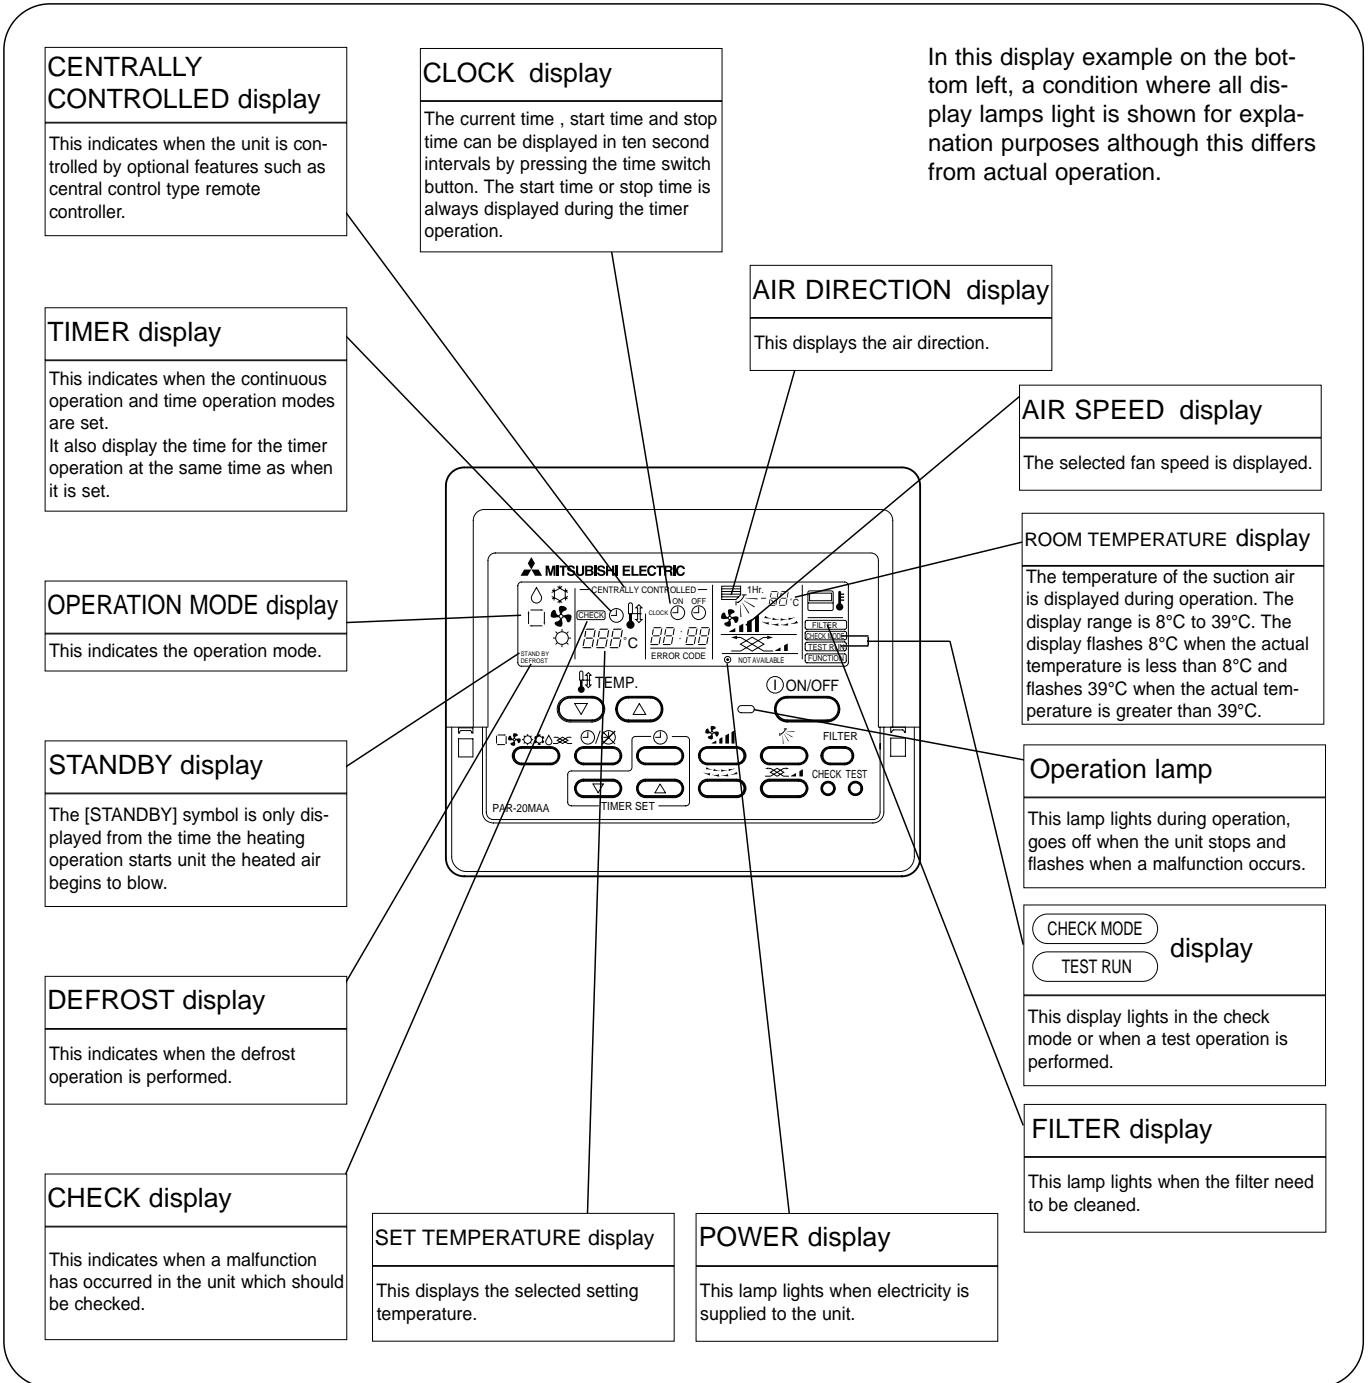 CENTRALLY
CONTROLLED display
This indicates when the unit is con-
trolled by optional features such as
central control type remote
controller.
CLOCK display
The current time , start time and stop
time can be displayed in ten second
intervals by pressing the time switch
button. The start time or stop time is
always displayed during the timer
operation.
In this display example on the bot-
tom left, a condition where all dis-
play lamps light is shown for expla-
nation purposes although this differs
from actual operation.
AIR DIRECTION display
This displays the air direction.
TIMER display
This indicates when the continuous
operation and time operation modes
are set.
It also display the time for the timer
operation at the same time as when
it is set.
AIR SPEED display
The selected fan speed is displayed.
ROOM TEMPERATURE display
The temperature of the suction air
is displayed during operation. The
display range is 8°C to 39°C. The
display flashes 8°C when the actual
temperature is less than 8°C and
flashes 39°C when the actual tem-
perature is greater than 39°C.
OPERATION MODE display
This indicates the operation mode.
STANDBY display
The [STANDBY] symbol is only dis-
played from the time the heating
operation starts unit the heated air
begins to blow.
MITSUBISHI ELECTRIC
CENTRALLY CONTROLLED
ON OFF
CLOCK
CHECK
88:88
888°C
ERROR CODE
STAND BY
DEFROST
1Hr.
88°C
NOT AVAILABLE
FILTER
CHECK MODE
TEST RUN
FUNCTION
TEMP.
ON/OFF
FILTER
CHECK TEST
PAR-20MAA
TIMER SET
Operation lamp
This lamp lights during operation,
goes off when the unit stops and
flashes when a malfunction occurs.
CHECK MODE
TEST RUN
display
This display lights in the check
mode or when a test operation is
performed.
DEFROST display
This indicates when the defrost
operation is performed.
FILTER display
This lamp lights when the filter need
to be cleaned.
CHECK display
This indicates when a malfunction
has occurred in the unit which should
be checked.
SET TEMPERATURE display
This displays the selected setting
temperature.
POWER display
This lamp lights when electricity is
supplied to the unit.